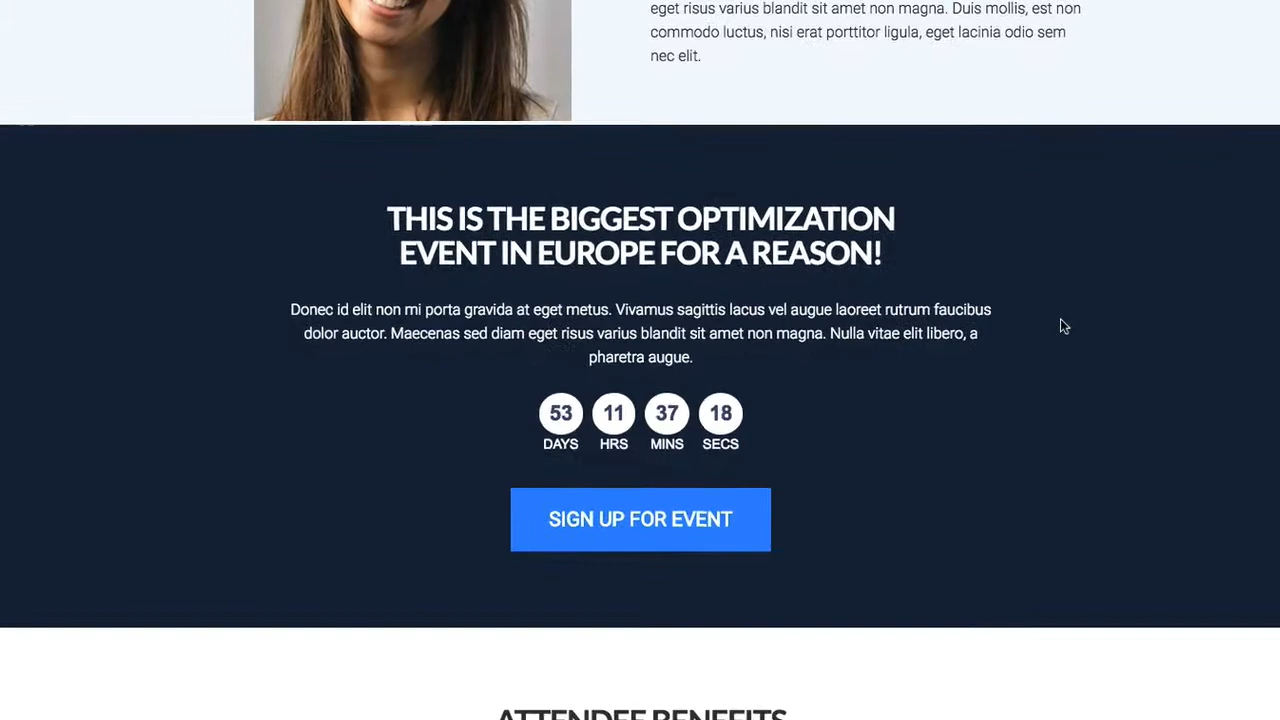 eget risus varius blandit sit amet non magna. Duis mollis, est non
commodo luctus, nisi erat porttitor ligula, eget lacinia odio sem
nec elit.
THIS IS THE BIGGEST OPTIMIZATION
EVENT IN EUROPE FOR A REASON!
Donec id elit non mi porta gravida at eget metus. Vivamus sagittis lacus vel augue laoreet rutrum faucibus
dolor auctor. Maecenas sed diam eget risus varius blandit sit amet non magna. Nulla vitae elit libero, a
pharetra augue.
53 11 37 18
DAYS HRS MINS SECS
SIGN UP FOR EVENT
ATTENDEE BENEFITS